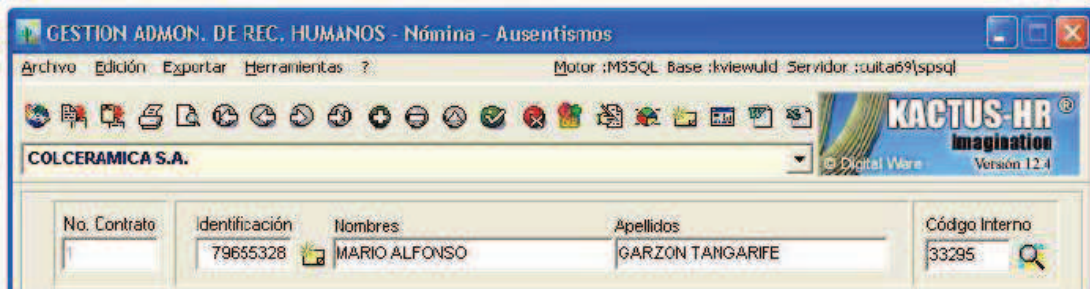 GESTION ADMON. DE REC. HUMANOS - Nómina - Ausentismos
Archivo Edición Exportar Herramientas ? Motor :MSSQL Base :kviewuld Servidor :cuita69\spsql
KACTUS-HR ®
Imagination
COLCERAMICA S.A. © Digital Ware Versión 12.4
No. Contrato Identificación Nombres Apellidos Código Interno
1 79655328 MARIO ALFONSO GARZON TANGARIFE 33295